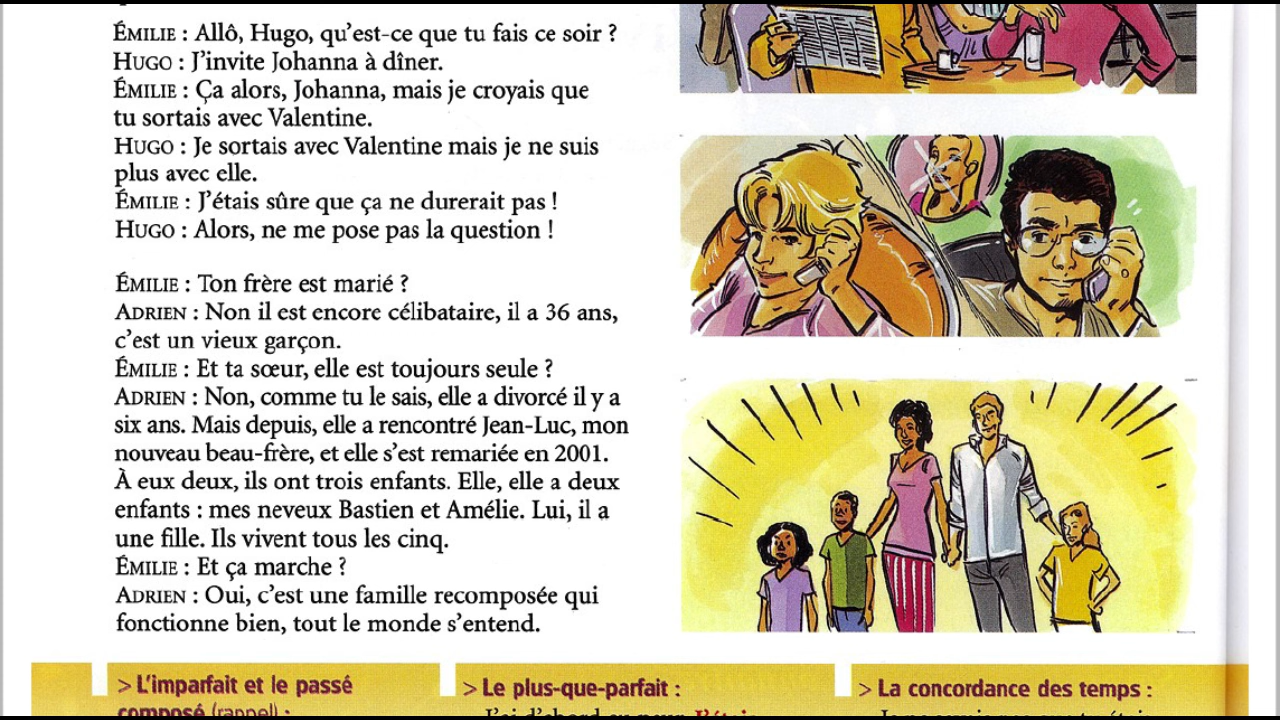 ÉMILIE : Allô, Hugo, qu'est-ce que tu fais ce soir ?
HUGO : J'invite Johanna à dîner.
ÉMILIE : Ça alors, Johanna, mais je croyais que
tu sortais avec Valentine.
HUGO : Je sortais avec Valentine mais je ne suis
plus avec elle.
ÉMILIE : J'étais sûre que ça ne durerait pas !
HUGO : Alors, ne me pose pas la question !
ÉMILIE : Ton frère est marié ?
ADRIEN : Non il est encore célibataire, il a 36 ans,
c'est un vieux garçon.
ÉMILIE : Et ta sœur, elle est toujours seule ?
ADRIEN : Non, comme tu le sais, elle a divorcé il y a
six ans. Mais depuis, elle a rencontré Jean-Luc, mon
nouveau beau-frère, et elle s'est remariée en 2001.
À eux deux, ils ont trois enfants. Elle, elle a deux
enfants : mes neveux Bastien et Amélie. Lui, il a
une fille. Ils vivent tous les cinq.
ÉMILIE : Et ça marche ?
ADRIEN : Oui, c'est une famille recomposée qui
fonctionne bien, tout le monde s'entend.
> L'imparfait et le passé
composé (rappel) :
> Le plus-que-parfait :
> La concordance des temps :